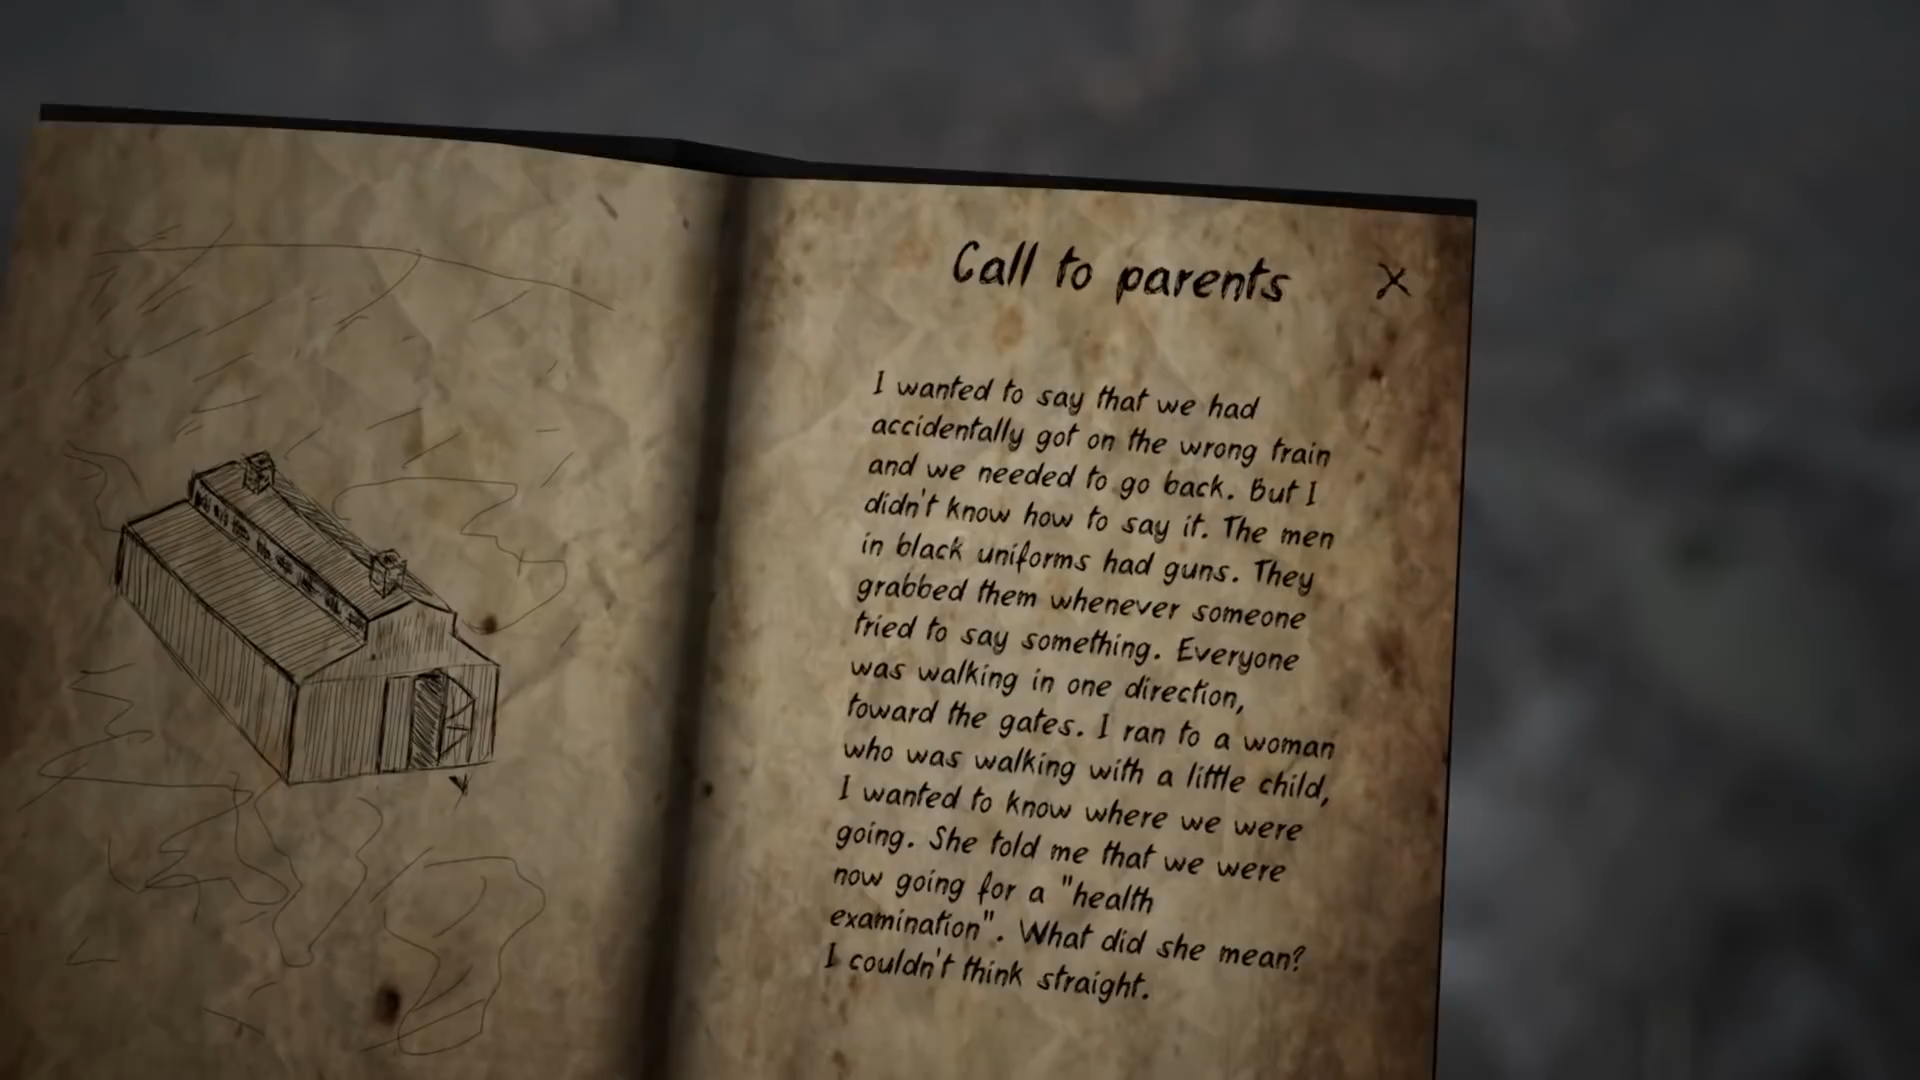 Call to parents
X
I wanted to say that we had
accidentally got on the wrong train
and we needed to go back. But I
didn't know how to say it. The men
in black uniforms had guns. They
grabbed them whenever someone
tried to say something. Everyone
was walking in one direction,
toward the gates. I ran to a woman
who was walking with a little child,
I wanted to know where we were
going. She told me that we were
now going for a "health
examination". What did she mean?
I couldn't think straight.